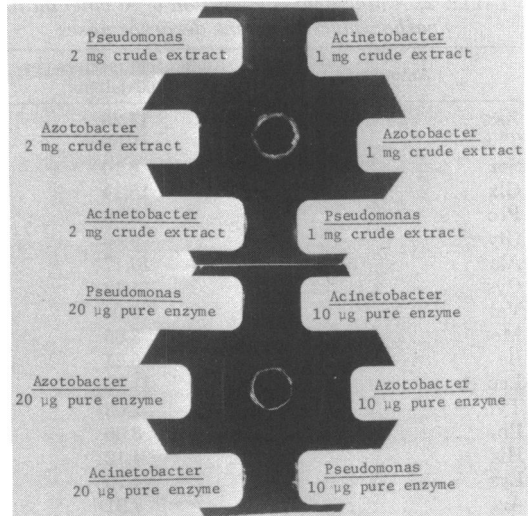 Pseudomonas
2 mg crude extract
Acinetobacter
1 mg crude extract
Azotobacter
2 mg crude extract
Azotobacter
1 mg crude extract
Acinetobacter
2 mg crude extract
Pseudomonas
1 mg crude extract
Pseudomonas
20 µg pure enzyme
Acinetobacter
10 µg pure enzyme
Azotobacter
20 µg pure enzyme
Azotobacter
10 µg pure enzyme
Acinetobacter
20 µg pure enzyme
Pseudomonas
10 µg pure enzyme